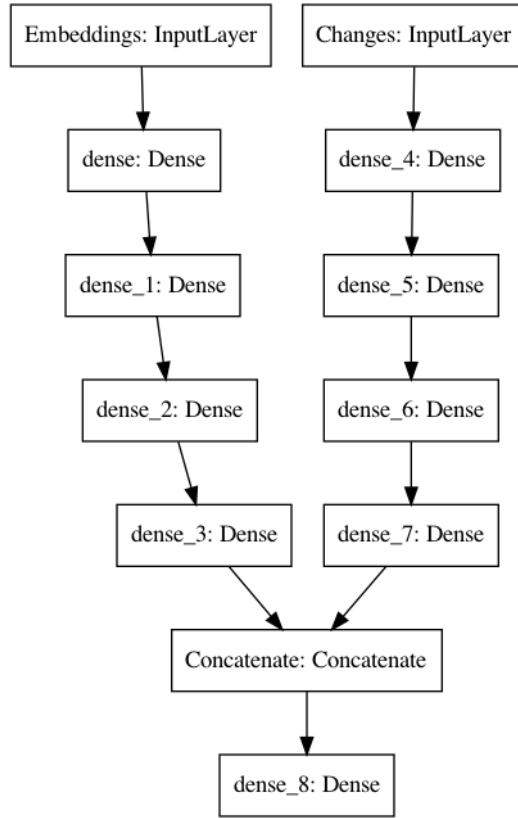 Embeddings: InputLayer
Changes: InputLayer
dense: Dense
dense_4: Dense
dense_1: Dense
dense_5: Dense
dense_2: Dense
dense_6: Dense
dense_3: Dense
dense_7: Dense
Concatenate: Concatenate
dense_8: Dense